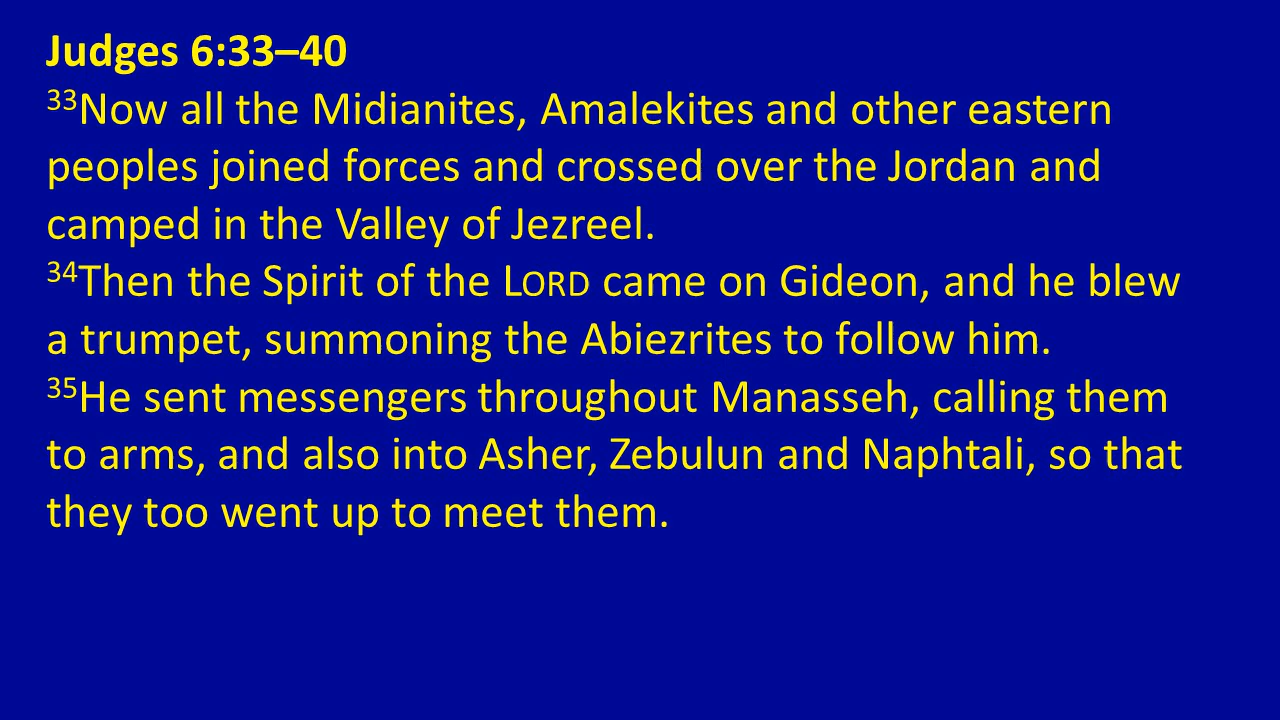 Judges 6:33–40
³³Now all the Midianites, Amalekites and other eastern
peoples joined forces and crossed over the Jordan and
camped in the Valley of Jezreel.
³⁴Then the Spirit of the LORD came on Gideon, and he blew
a trumpet, summoning the Abiezrites to follow him.
³⁵He sent messengers throughout Manasseh, calling them
to arms, and also into Asher, Zebulun and Naphtali, so that
they too went up to meet them.